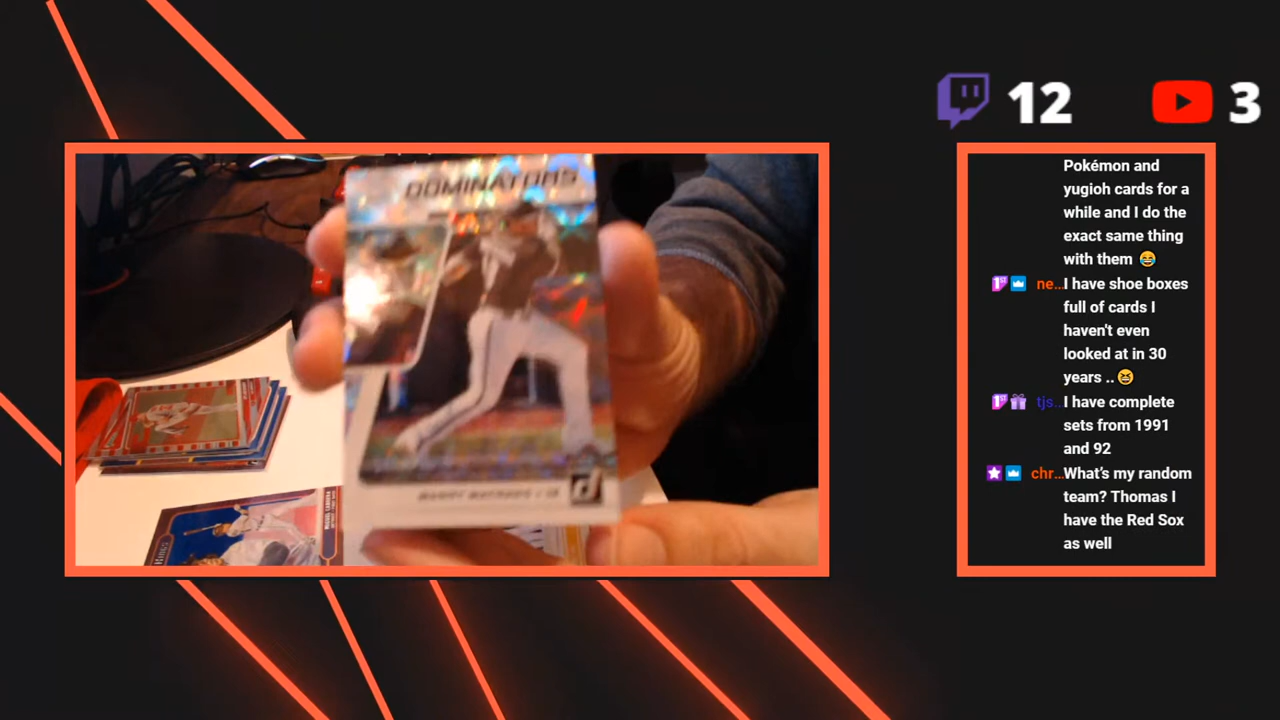 12
3
DOMINATORS
Pokémon and
yugioh cards for a
while and I do the
exact same thing
with them 😂
ne...I have shoe boxes
full of cards I
haven't even
looked at in 30
years ..😆
tjs...I have complete
sets from 1991
and 92
chr...What's my random
team? Thomas I
have the Red Sox
as well